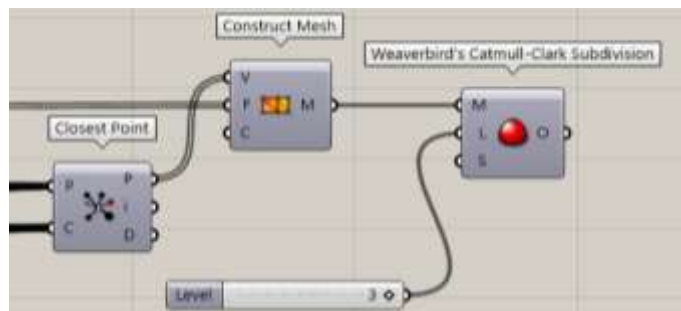 Construct Mesh
Weaverbird's Catmull-Clark Subdivision
V
F M
C
M
L O
S
Closest Point
P P
i
C D
Level 3